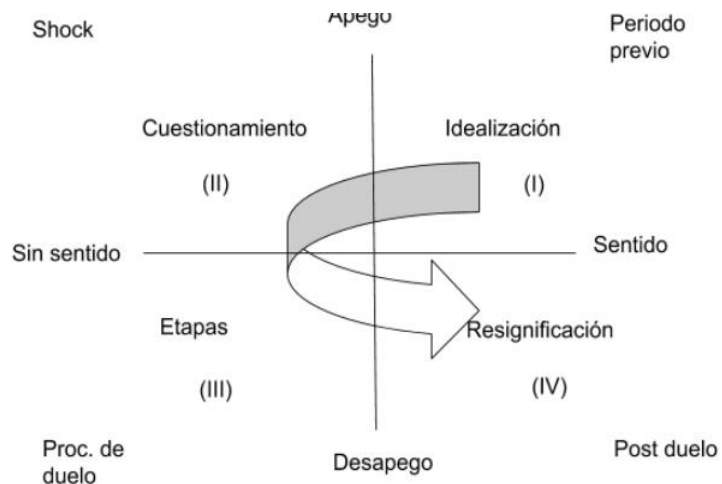 Shock
Apego
Periodo
previo
Cuestionamiento
Idealización
(II)
(I)
Sin sentido
Sentido
Etapas
Resignificación
(III)
(IV)
Proc. de
duelo
Desapego
Post duelo